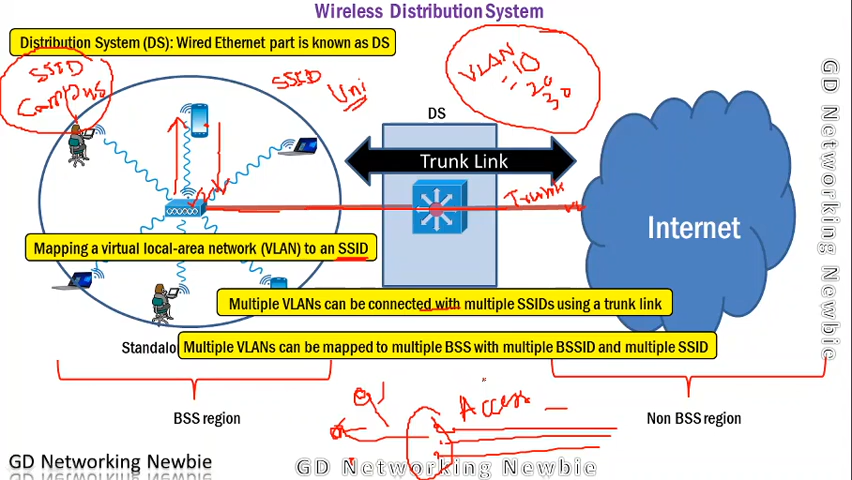 Wireless Distribution System
Distribution System (DS): Wired Ethernet part is known as DS
SSID
Campus
SSID
Uni
VLAN 10
20
30
DS
Trunk Link
Trunk
Internet
Mapping a virtual local-area network (VLAN) to an SSID
Multiple VLANs can be connected with multiple SSIDs using a trunk link
Standalo
Multiple VLANs can be mapped to multiple BSS with multiple BSSID and multiple SSID
Access
BSS region
Non BSS region
GD Networking Newbie
GD Networking Newbie
GD Networking Newbie